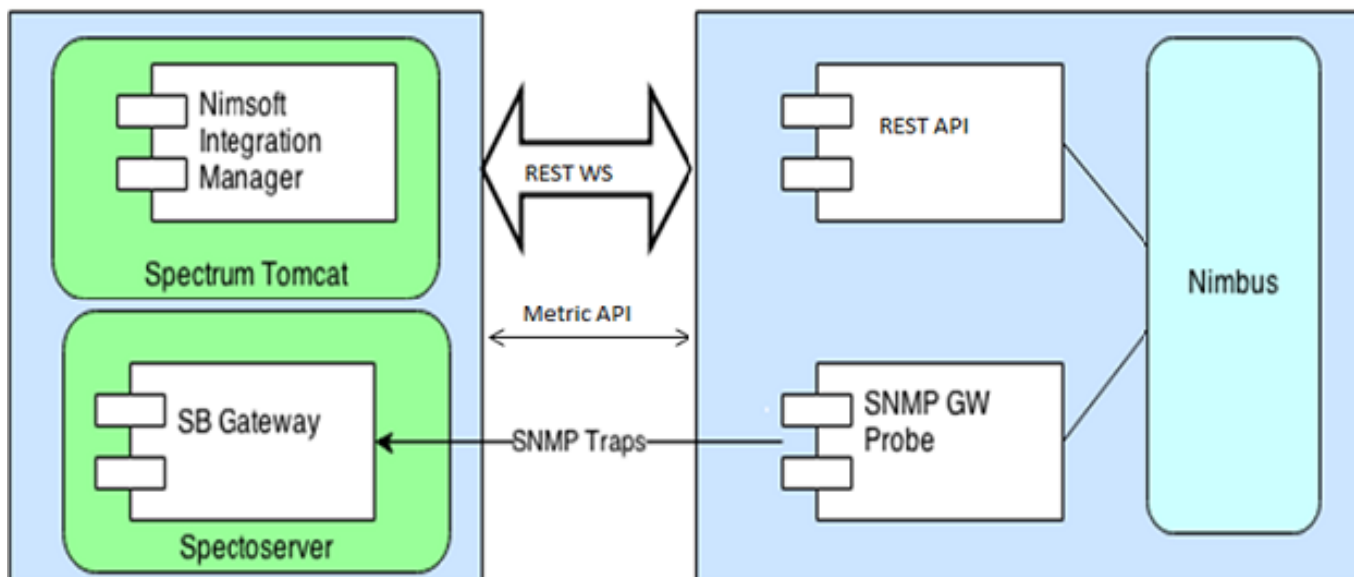 Nimsoft
Integration
Manager
Spectrum Tomcat
REST WS
REST API
Metric API
Nimbus
SB Gateway
Spectoserver
SNMP Traps
SNMP GW
Probe